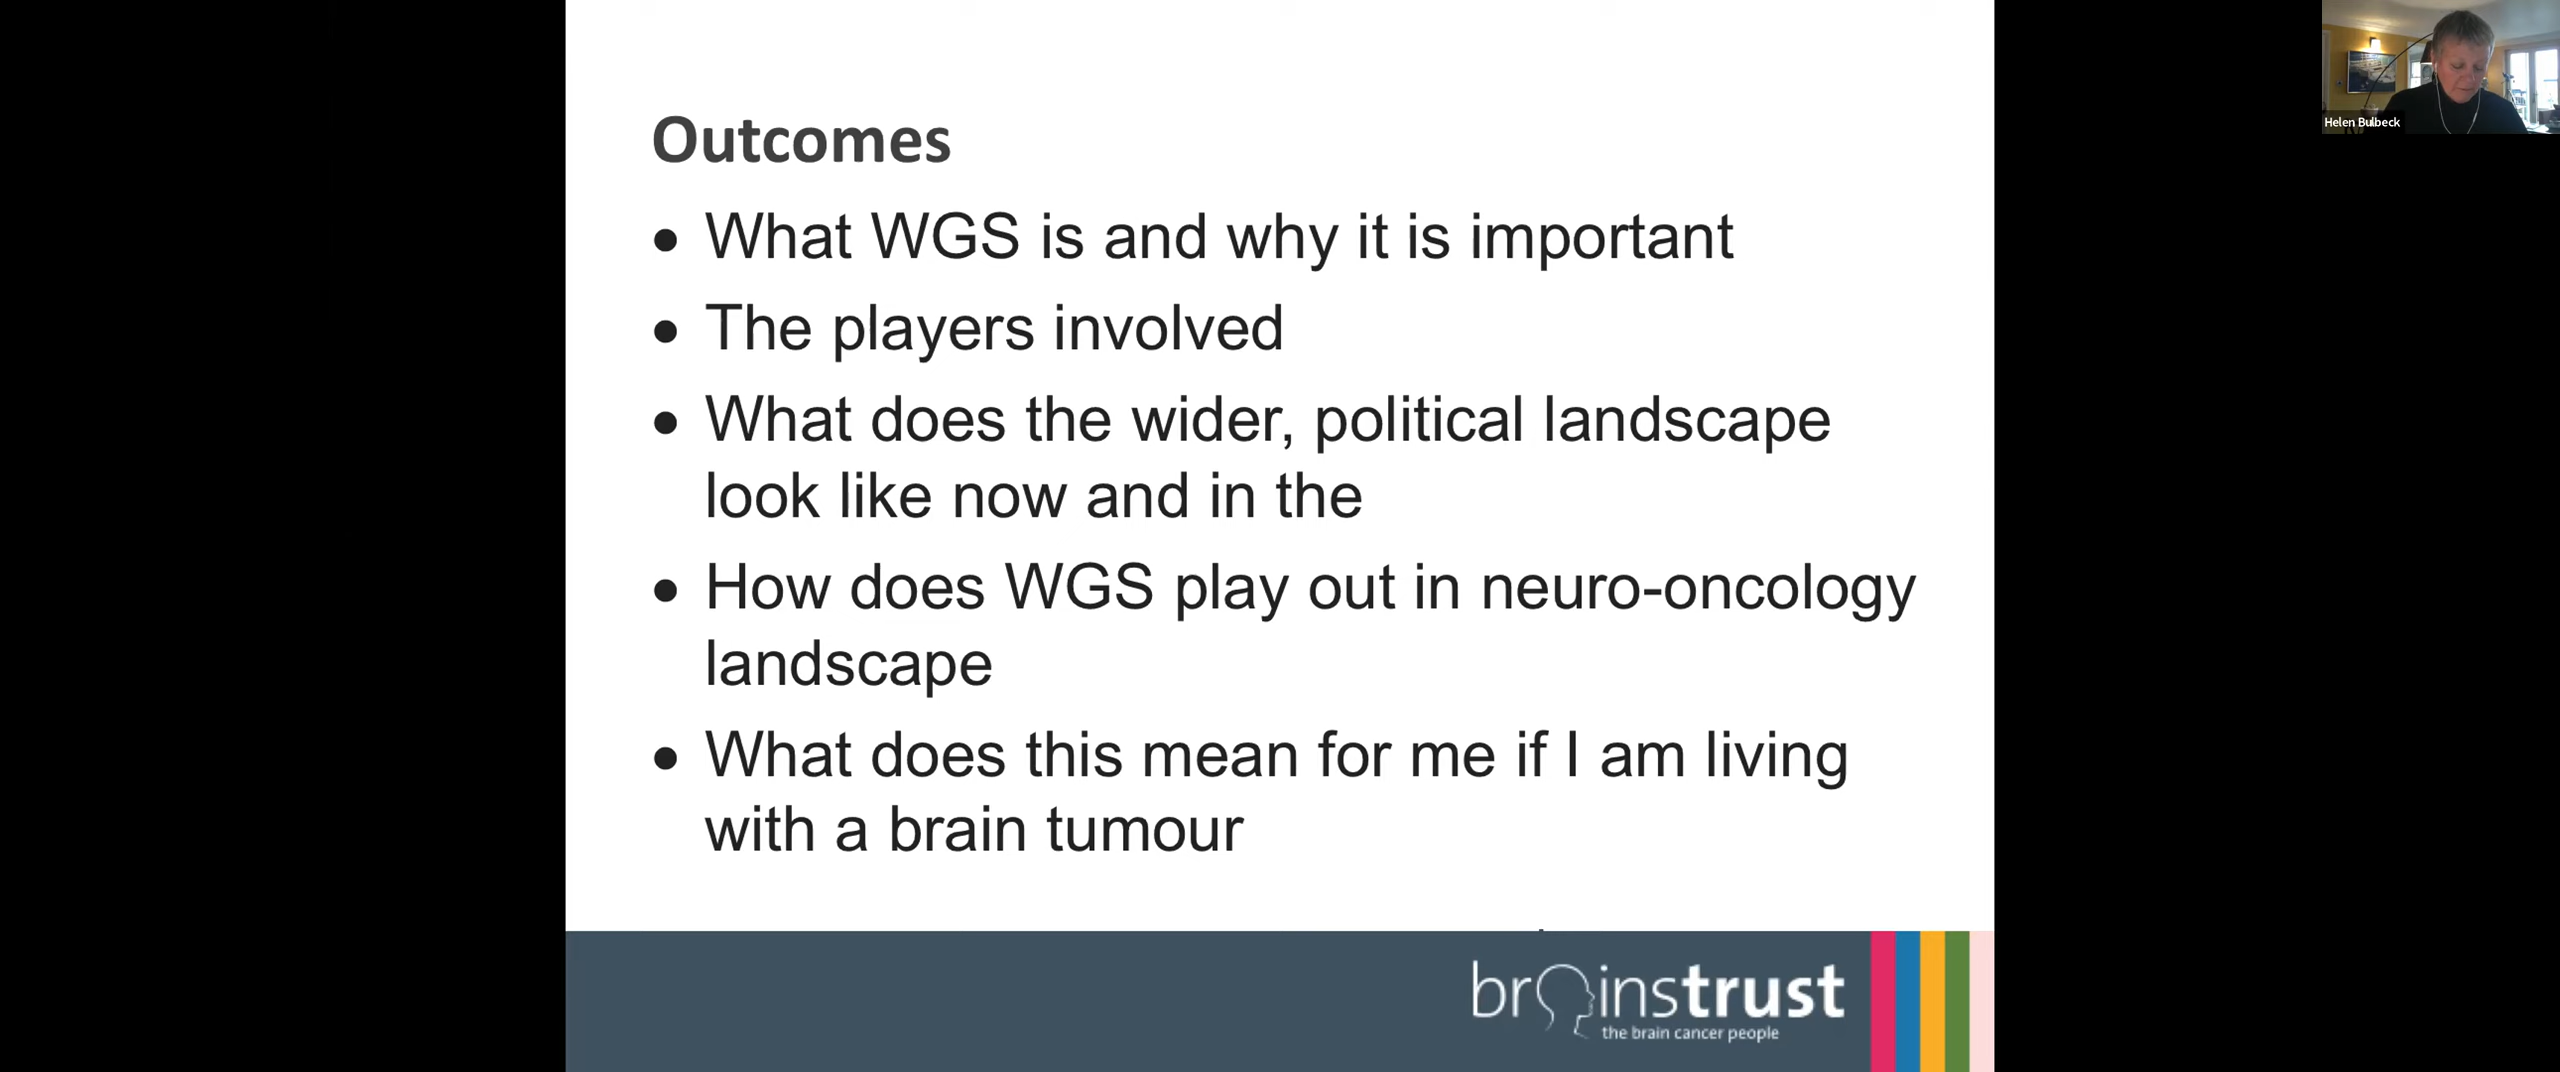 Outcomes
• What WGS is and why it is important
• The players involved
• What does the wider, political landscape
look like now and in the
• How does WGS play out in neuro-oncology
landscape
• What does this mean for me if I am living
with a brain tumour
brainstrust
the brain cancer people
Helen Bulbeck